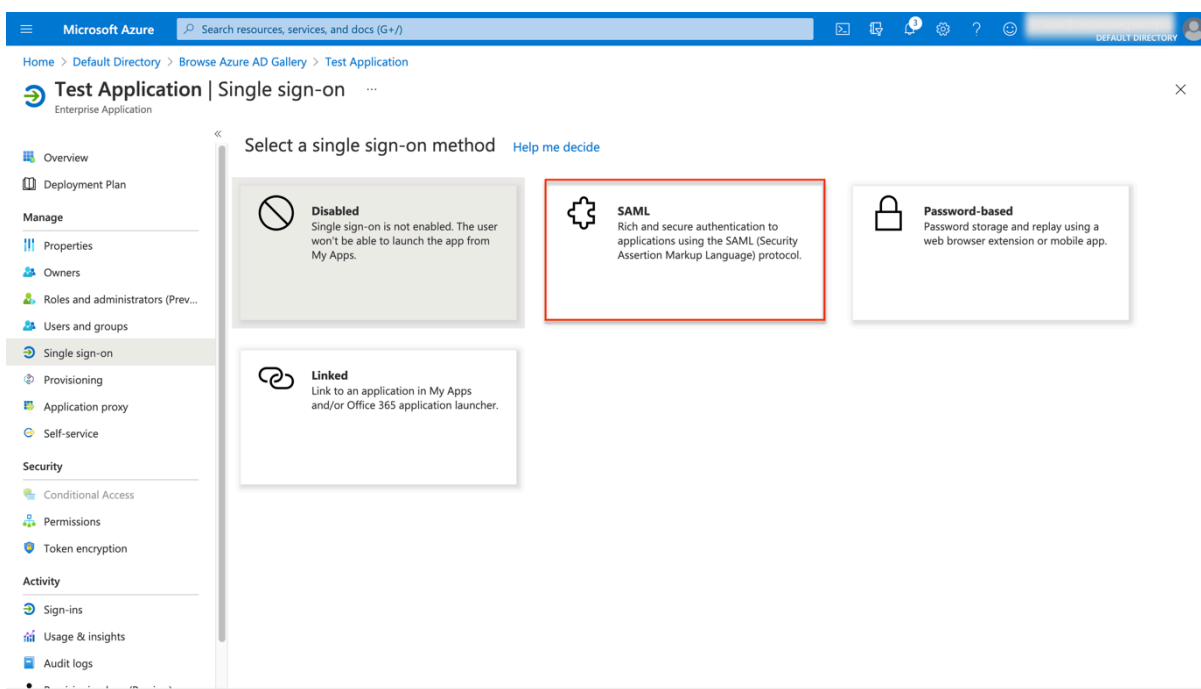 Microsoft Azure
Search resources, services, and docs (G+/)
3
DEFAULT DIRECTORY
Home > Default Directory > Browse Azure AD Gallery > Test Application
Test Application | Single sign-on ...
Enterprise Application
Overview
Deployment Plan
Manage
Properties
Owners
Roles and administrators (Prev...
Users and groups
Single sign-on
Provisioning
Application proxy
Self-service
Security
Conditional Access
Permissions
Token encryption
Activity
Sign-ins
Usage & insights
Audit logs
Select a single sign-on method Help me decide
Disabled
Single sign-on is not enabled. The user
won't be able to launch the app from
My Apps.
SAML
Rich and secure authentication to
applications using the SAML (Security
Assertion Markup Language) protocol.
Password-based
Password storage and replay using a
web browser extension or mobile app.
Linked
Link to an application in My Apps
and/or Office 365 application launcher.